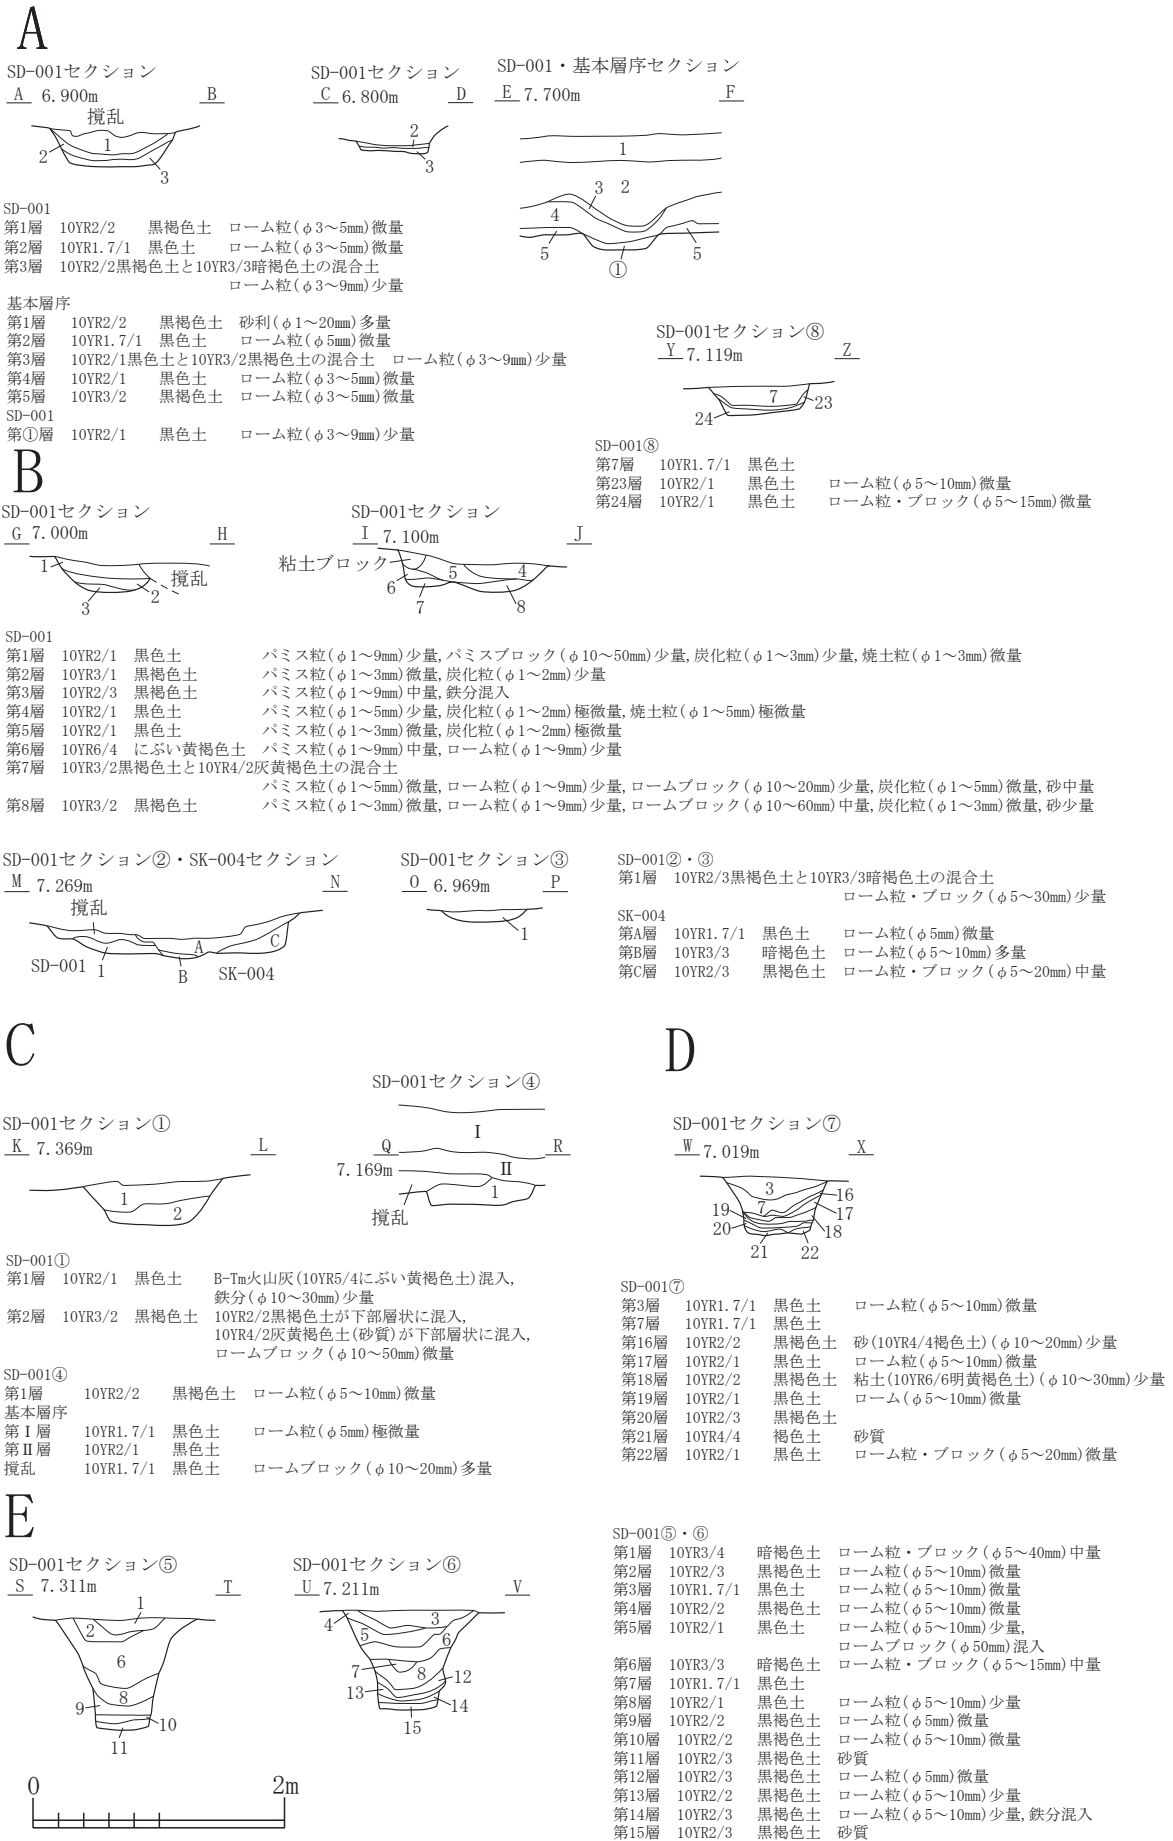 A
SD-001セクション
A 6.900m B
撹乱
1
2
3
SD-001セクション
C 6.800m D
2
3
SD-001・基本層序セクション
E 7.700m F
1
3 2
4
5 5
①
SD-001
第1層 10YR2/2 黒褐色土 ローム粒(φ3～5㎜)微量
第2層 10YR1.7/1 黒色土 ローム粒(φ3～5㎜)微量
第3層 10YR2/2黒褐色土と10YR3/3暗褐色土の混合土
ローム粒(φ3～9㎜)少量
基本層序
第1層 10YR2/2 黒褐色土 砂利(φ1～20㎜)多量
第2層 10YR1.7/1 黒色土 ローム粒(φ5㎜)微量
第3層 10YR2/1黒色土と10YR3/2黒褐色土の混合土 ローム粒(φ3～9㎜)少量
第4層 10YR2/1 黒色土 ローム粒(φ3～5㎜)微量
第5層 10YR3/2 黒褐色土 ローム粒(φ3～5㎜)微量
SD-001
第①層 10YR2/1 黒色土 ローム粒(φ3～9㎜)少量
SD-001セクション⑧
Y 7.119m Z
7
23
24
SD-001⑧
第7層 10YR1.7/1 黒色土
第23層 10YR2/1 黒色土 ローム粒(φ5～10㎜)微量
第24層 10YR2/1 黒色土 ローム粒・ブロック(φ5～15㎜)微量
B
SD-001セクション
G 7.000m H
1
撹乱
2
3
SD-001セクション
I 7.100m J
粘土ブロック
5 4
6
7 8
SD-001
第1層 10YR2/1 黒色土 パミス粒(φ1～9㎜)少量,パミスブロック(φ10～50㎜)少量,炭化粒(φ1～3㎜)少量,焼土粒(φ1～3㎜)微量
第2層 10YR3/1 黒褐色土 パミス粒(φ1～3㎜)微量,炭化粒(φ1～2㎜)少量
第3層 10YR2/3 黒褐色土 パミス粒(φ1～9㎜)中量,鉄分混入
第4層 10YR2/1 黒色土 パミス粒(φ1～5㎜)少量,炭化粒(φ1～2㎜)極微量,焼土粒(φ1～5㎜)極微量
第5層 10YR2/1 黒色土 パミス粒(φ1～3㎜)微量,炭化粒(φ1～2㎜)極微量
第6層 10YR6/4 にぶい黄褐色土 パミス粒(φ1～9㎜)中量,ローム粒(φ1～9㎜)少量
第7層 10YR3/2黒褐色土と10YR4/2灰黄褐色土の混合土
パミス粒(φ1～5㎜)微量,ローム粒(φ1～9㎜)少量,ロームブロック(φ10～20㎜)少量,炭化粒(φ1～5㎜)微量,砂中量
第8層 10YR3/2 黒褐色土 パミス粒(φ1～3㎜)微量,ローム粒(φ1～9㎜)少量,ロームブロック(φ10～60㎜)中量,炭化粒(φ1～3㎜)微量,砂少量
SD-001セクション②・SK-004セクション
M 7.269m N
撹乱
A C
SD-001 1 B SK-004
SD-001セクション③
O 6.969m P
1
SD-001②・③
第1層 10YR2/3黒褐色土と10YR3/3暗褐色土の混合土
ローム粒・ブロック(φ5～30㎜)少量
SK-004
第A層 10YR1.7/1 黒色土 ローム粒(φ5㎜)微量
第B層 10YR3/3 暗褐色土 ローム粒(φ5～10㎜)多量
第C層 10YR2/3 黒褐色土 ローム粒・ブロック(φ5～20㎜)中量
C
SD-001セクション①
K 7.369m L
1
2
SD-001セクション④
Ⅰ
Q R
7.169m Ⅱ
1
撹乱
SD-001①
第1層 10YR2/1 黒色土 B-Tm火山灰(10YR5/4にぶい黄褐色土)混入,
鉄分(φ10～30㎜)少量
第2層 10YR3/2 黒褐色土 10YR2/2黒褐色土が下部層状に混入,
10YR4/2灰黄褐色土(砂質)が下部層状に混入,
ロームブロック(φ10～50㎜)微量
SD-001④
第1層 10YR2/2 黒褐色土 ローム粒(φ5～10㎜)微量
基本層序
第Ⅰ層 10YR1.7/1 黒色土 ローム粒(φ5㎜)極微量
第Ⅱ層 10YR2/1 黒色土
撹乱 10YR1.7/1 黒色土 ロームブロック(φ10～20㎜)多量
D
SD-001セクション⑦
W 7.019m X
3
7 16
19 17
20 18
21 22
SD-001⑦
第3層 10YR1.7/1 黒色土 ローム粒(φ5～10㎜)微量
第7層 10YR1.7/1 黒色土
第16層 10YR2/2 黒褐色土 砂(10YR4/4褐色土)(φ10～20㎜)少量
第17層 10YR2/1 黒色土 ローム粒(φ5～10㎜)微量
第18層 10YR2/2 黒褐色土 粘土(10YR6/6明黄褐色土)(φ10～30㎜)少量
第19層 10YR2/1 黒色土 ローム(φ5～10㎜)微量
第20層 10YR2/3 黒褐色土
第21層 10YR4/4 褐色土 砂質
第22層 10YR2/1 黒色土 ローム粒・ブロック(φ5～20㎜)微量
E
SD-001セクション⑤
S 7.311m T
1
2
6
8
9
10
11
SD-001セクション⑥
U 7.211m V
3
4
5 6
7 8 12
13 14
15
SD-001⑤・⑥
第1層 10YR3/4 暗褐色土 ローム粒・ブロック(φ5～40㎜)中量
第2層 10YR2/3 黒褐色土 ローム粒(φ5～10㎜)微量
第3層 10YR1.7/1 黒色土 ローム粒(φ5～10㎜)微量
第4層 10YR2/2 黒褐色土 ローム粒(φ5～10㎜)微量
第5層 10YR2/1 黒色土 ローム粒(φ5～10㎜)少量,
ロームブロック(φ50㎜)混入
第6層 10YR3/3 暗褐色土 ローム粒・ブロック(φ5～15㎜)中量
第7層 10YR1.7/1 黒色土
第8層 10YR2/1 黒色土 ローム粒(φ5～10㎜)少量
第9層 10YR2/2 黒褐色土 ローム粒(φ5㎜)微量
第10層 10YR2/2 黒褐色土 ローム粒(φ5～10㎜)微量
第11層 10YR2/3 黒褐色土 砂質
第12層 10YR2/3 黒褐色土 ローム粒(φ5㎜)微量
第13層 10YR2/2 黒褐色土 ローム粒(φ5～10㎜)少量
第14層 10YR2/3 黒褐色土 ローム粒(φ5～10㎜)少量,鉄分混入
第15層 10YR2/3 黒褐色土 砂質
0 2m